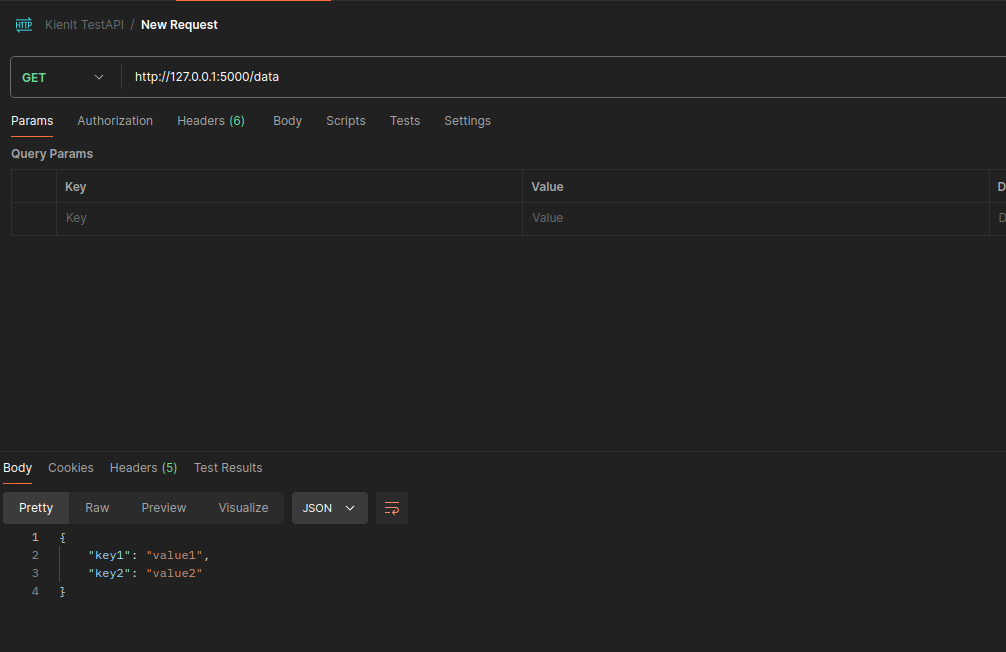 HTTP KienIt TestAPI / New Request
GET http://127.0.0.1:5000/data
Params Authorization Headers (6) Body Scripts Tests Settings
Query Params
Key Value D
Key Value D
Body Cookies Headers (5) Test Results
Pretty Raw Preview Visualize JSON
1 {
2 "key1": "value1",
3 "key2": "value2"
4 }